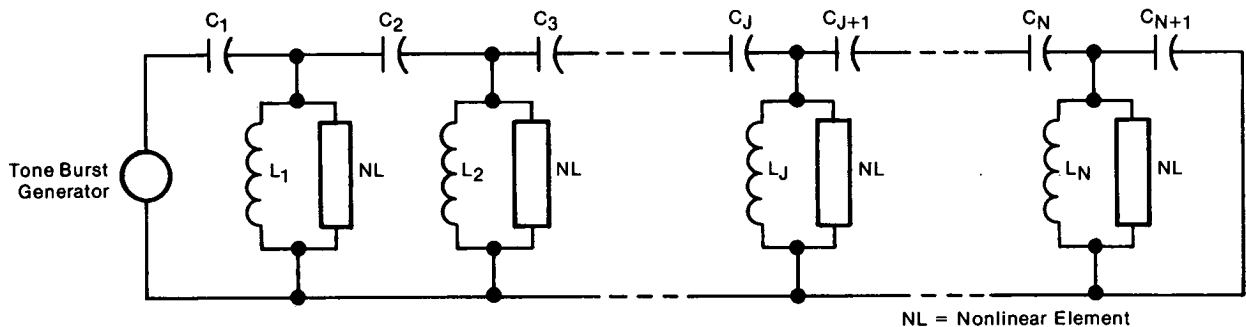 C1
C2
C3
CJ
CJ+1
CN
CN+1
Tone Burst
Generator
L1
NL
L2
NL
LJ
NL
LN
NL
NL = Nonlinear Element